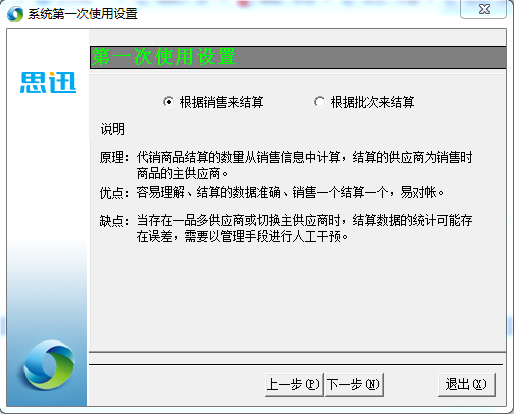 系统第一次使用设置
第一次使用设置
思迅
根据销售来结算 根据批次来结算
说明
原理：代销商品结算的数量从销售信息中计算，结算的供应商为销售时
商品的主供应商。
优点：容易理解、结算的数据准确、销售一个结算一个，易对帐。
缺点：当存在一品多供应商或切换主供应商时，结算数据的统计可能存
在误差，需要以管理手段进行人工干预。
上一步(P) 下一步(N) 退出(X)